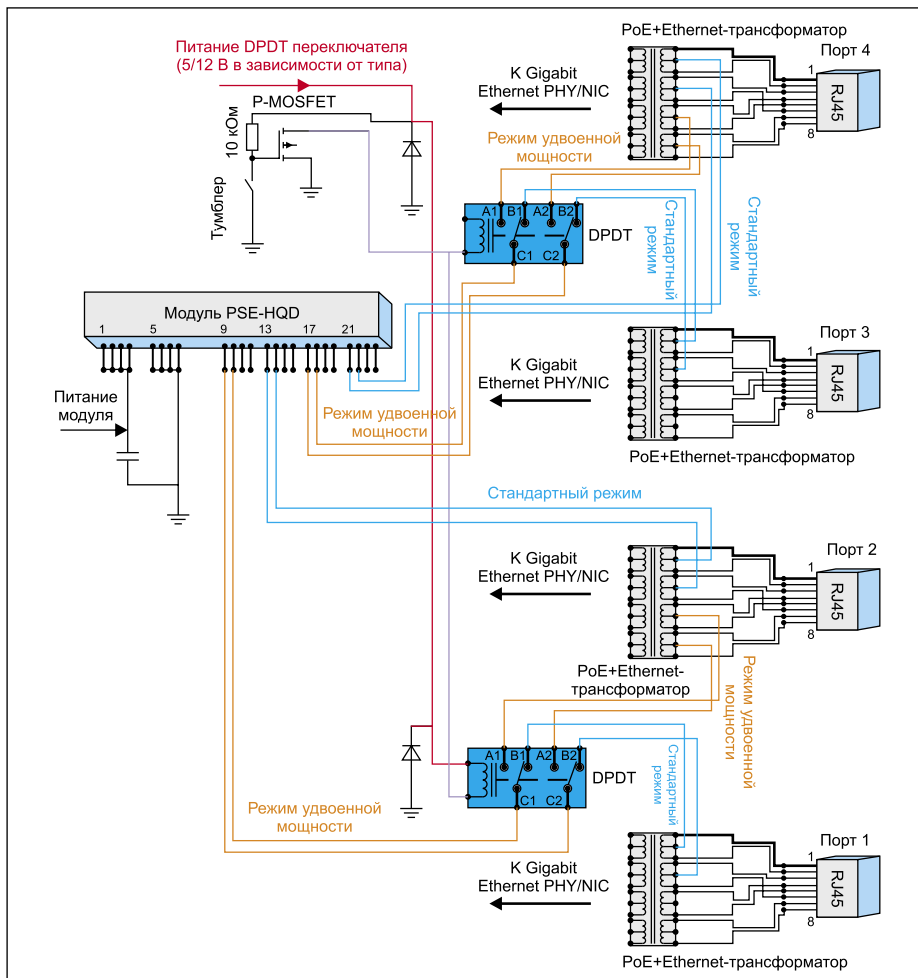 PoE+Ethernet-трансформатор
Питание DPDT переключателя
(5/12 В в зависимости от типа)
Порт 4
K Gigabit
Ethernet PHY/NIC
1
RJ45
8
P-MOSFET
10 кОм
Тумблер
Режим удвоенной
мощности
A1 B1 A2 B2
DPDT
C1 C2
Стандартный
режим
Стандартный
режим
Модуль PSE-HQD
1 5 9 13 17 21
Порт 3
K Gigabit
Ethernet PHY/NIC
1
RJ45
8
Питание
модуля
Режим удвоенной
мощности
PoE+Ethernet-трансформатор
Стандартный режим
Порт 2
K Gigabit
Ethernet PHY/NIC
1
RJ45
8
PoE+Ethernet-
трансформатор
Режим удвоенной
мощности
A1 B1 A2 B2
DPDT
C1 C2
Стандартный
режим
Режим удвоенной
мощности
Порт 1
K Gigabit
Ethernet PHY/NIC
1
RJ45
8
PoE+Ethernet-трансформатор